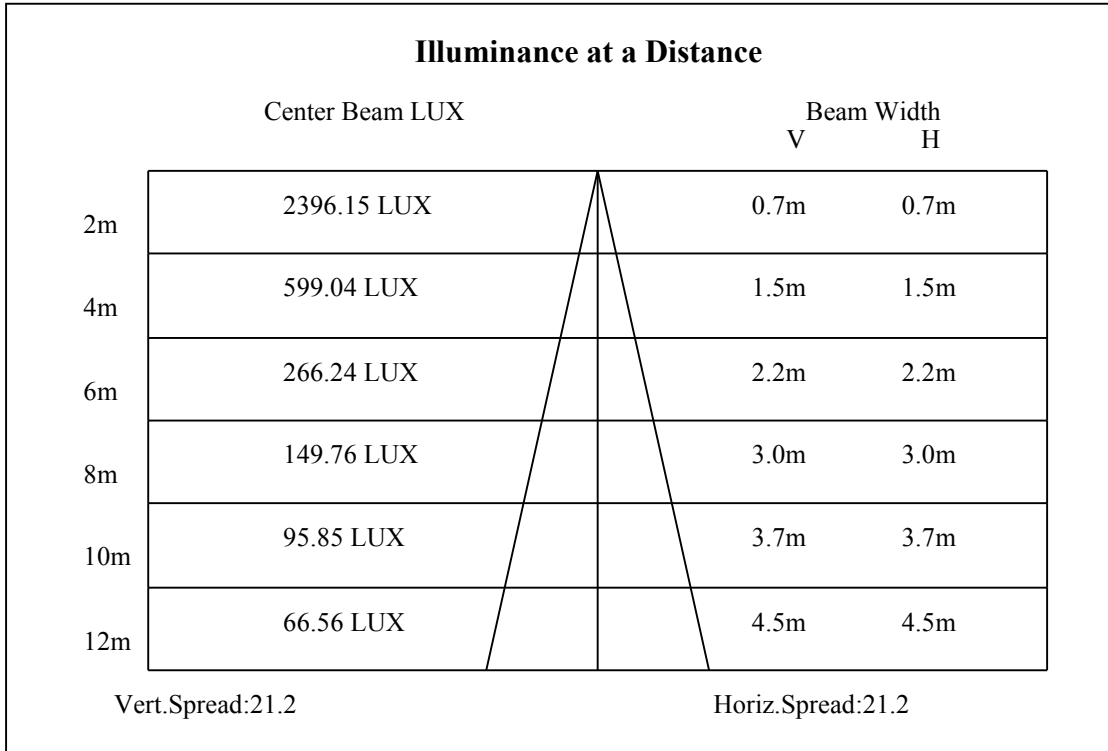 Illuminance at a Distance
Center Beam LUX Beam Width
V H
2m 2396.15 LUX 0.7m 0.7m
4m 599.04 LUX 1.5m 1.5m
6m 266.24 LUX 2.2m 2.2m
8m 149.76 LUX 3.0m 3.0m
10m 95.85 LUX 3.7m 3.7m
12m 66.56 LUX 4.5m 4.5m
Vert.Spread:21.2 Horiz.Spread:21.2